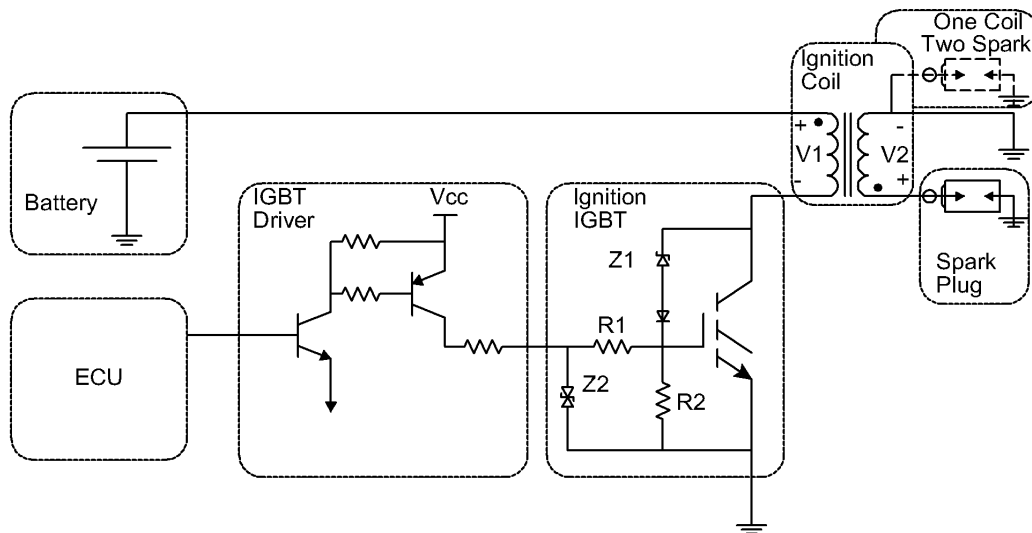 One Coil
Two Spark
Ignition
Coil
+
-
V1
V2
-
+
Battery
IGBT
Driver
Vcc
Ignition
IGBT
Z1
Spark
Plug
R1
ECU
Z2
R2